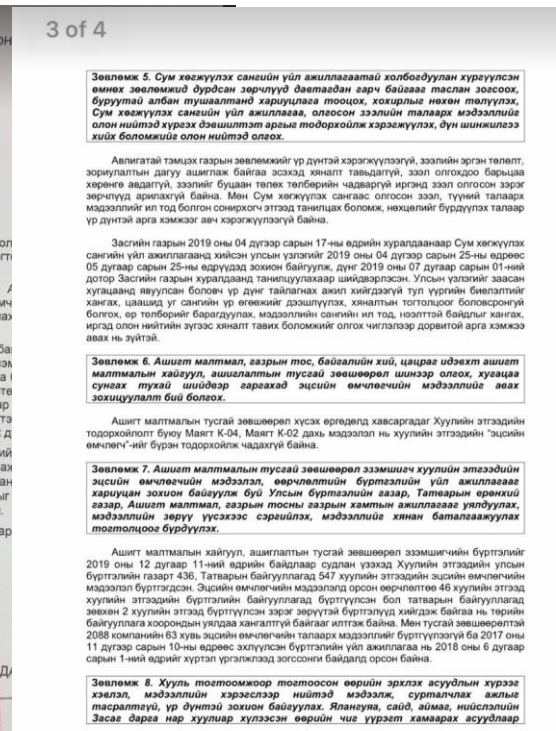 3 of 4
Зөвлөмж 5. Сум хөгжүүлэх сангийн үйл ажиллагаатай холбогдуулан хүргүүлсэн
өмнөх зөвлөмжид дурдсан зөрчлүүд давтагдан гарч байгааг таслан зогсоох,
буруутай албан тушаалтанд хариуцлага тооцох, хохирлыг нөхөн төлүүлэх,
Сум хөгжүүлэх сангийн үйл ажиллагаа, олгосон зээлийн талаарх мэдээллийг
олон нийтэд хүргэх дэвшилтэт аргыг тодорхойлж хэрэгжүүлэх, дүн шинжилгээ
хийх боломжийг олон нийтэд олгох.
Авлигатай тэмцэх газрын зөвлөмжийг үр дүнтэй хэрэгжүүлээгүй, зээлийн эргэн төлөлт,
зориулалтын дагуу ашиглаж байгаа эсэхэд хяналт тавьдаггүй, зээл олгохдоо барьцаа
хөрөнгө авдаггүй, зээлийг буцаан төлөх төлбөрийн чадваргүй иргэнд зээл олгосон зэрэг
зөрчлүүд арилахгүй байна. Мөн Сум хөгжүүлэх сангаас олгосон зээл, түүний талаарх
мэдээллийг ил тод болгон сонирхогч этгээд танилцах боломж, нөхцөлийг бүрдүүлэх талаар
үр дүнтэй арга хэмжээг авч хэрэгжүүлээгүй байна.
Засгийн газрын 2019 оны 04 дүгээр сарын 17-ны өдрийн хуралдаанаар Сум хөгжүүлэх
сангийн үйл ажиллагаанд хийсэн улсын үзлэгийг 2019 оны 04 дүгээр сарын 25-ны өдрөөс
05 дугаар сарын 25-ны өдрүүдэд зохион байгуулж, дүнг 2019 оны 07 дугаар сарын 01-ний
дотор Засгийн газрын хуралдаанд танилцуулахаар шийдвэрлэсэн. Улсын үзлэгийг заасан
хугацаанд явуулсан боловч үр дүнг тайлагнах ажил хийгдээгүй тул үүргийн биелэлтийг
хангах, цаашид уг сангийн үр өгөөжийг дээшлүүлэх, хяналтын тогтолцоог боловсронгуй
болгох, өр төлбөрийг барагдуулах, мэдээллийн сангийн ил тод, нээлттэй байдлыг хангах,
иргэд олон нийтийн зүгээс хяналт тавих боломжийг олгох чиглэлээр дорвитой арга хэмжээ
авах нь зүйтэй.
Зөвлөмж 6. Ашигт малтмал, газрын тос, байгалийн хий, цацраг идэвхт ашигт
малтмалын хайгуул, ашиглалтын тусгай зөвшөөрөл шинээр олгох, хугацаа
сунгах тухай шийдвэр гаргахад эцсийн өмчлөгчийн мэдээллийг авах
зохицуулалт бий болгох.
Ашигт малтмалын тусгай зөвшөөрөл хүсэх өргөдөлд хавсаргадаг Хуулийн этгээдийн
тодорхойлолт буюу Маягт К-04, Маягт К-02 дахь мэдээлэл нь хуулийн этгээдийн "эцсийн
өмчлөгч"-ийг бүрэн тодорхойлж чадахгүй байна.
Зөвлөмж 7. Ашигт малтмалын тусгай зөвшөөрөл эзэмшигч хуулийн этгээдийн
эцсийн өмчлөгчийн мэдээлэл, өөрчлөлтийн бүртгэлийн үйл ажиллагааг
хариуцан зохион байгуулж буй Улсын бүртгэлийн газар, Татварын ерөнхий
газар, Ашигт малтмал, газрын тосны газрын хамтын ажиллагааг уялдуулах,
мэдээллийн зөрүү үүсэхээс сэргийлэх, мэдээллийг хянан баталгаажуулах
тогтолцоог бүрдүүлэх.
Ашигт малтмалын хайгуул, ашиглалтын тусгай зөвшөөрөл эзэмшигчийн бүртгэлийг
2019 оны 12 дугаар 11-ний өдрийн байдлаар судлан үзэхэд Хуулийн этгээдийн улсын
бүртгэлийн газарт 436, Татварын байгууллагад 547 хуулийн этгээдийн эцсийн өмчлөгчийн
мэдээлэл бүртгэгдсэн. Эцсийн өмчлөгчийн мэдээлэлд орсон өөрчлөлтөө 46 хуулийн этгээд
хуулийн этгээдийн бүртгэлийн байгууллагад бүртгүүлсэн бол татварын байгууллагад
зөвхөн 2 хуулийн этгээд бүртгүүлсэн зэрэг зөрүүтэй бүртгэлүүд хийгдэж байгаа нь төрийн
байгууллага хоорондын уялдаа хангалтгүй байгааг илтгэж байна. Мөн тусгай зөвшөөрөлтэй
2088 компанийн 63 хувь эцсийн өмчлөгчийн талаарх мэдээллийг бүртгүүлээгүй ба 2017 оны
11 дүгээр сарын 10-ны өдрөөс эхлүүлсэн бүртгэлийн үйл ажиллагаа нь 2018 оны 6 дугаар
сарын 1-ний өдрийг хүртэл үргэлжлээд зогссонги байдалд орсон байна.
Зөвлөмж 8. Хууль тогтоомжоор тогтоосон өөрийн эрхлэх асуудлын хүрээг
хэвлэл, мэдээллийн хэрэгслээр нийтэд мэдээлж, сурталчлах ажлыг
тасралтгүй, үр дүнтэй зохион байгуулах. Ялангуяа, сайд, аймаг, нийслэлийн
Засаг дарга нар хуулиар хүлээсэн өөрийн чиг үүрэгт хамаарах асуудлаар